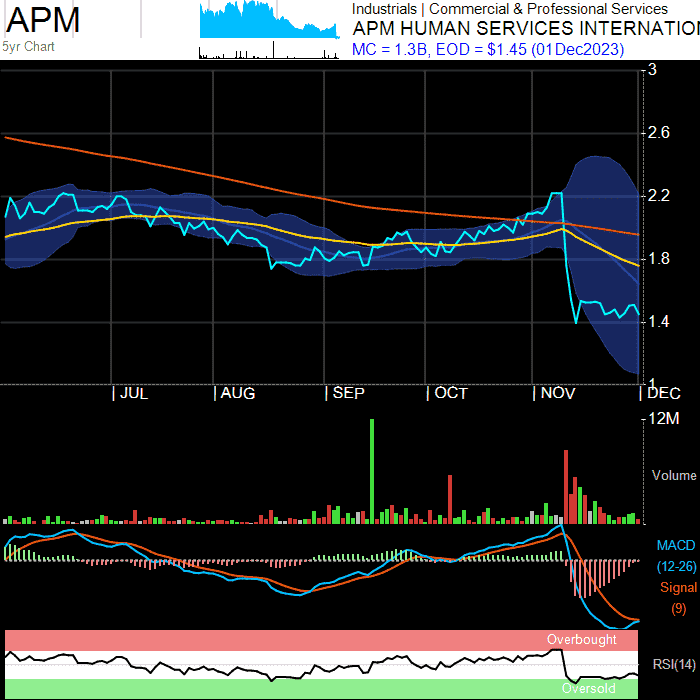 APM
5yr Chart
Industrials | Commercial & Professional Services
APM HUMAN SERVICES INTERNATIO
MC = 1.3B, EOD = $1.45 (01Dec2023)
3
2.6
2.2
1.8
1.4
1
JUL
AUG
SEP
OCT
NOV
DEC
12M
Volume
MACD
(12-26)
Signal
(9)
Overbought
RSI(14)
Oversold